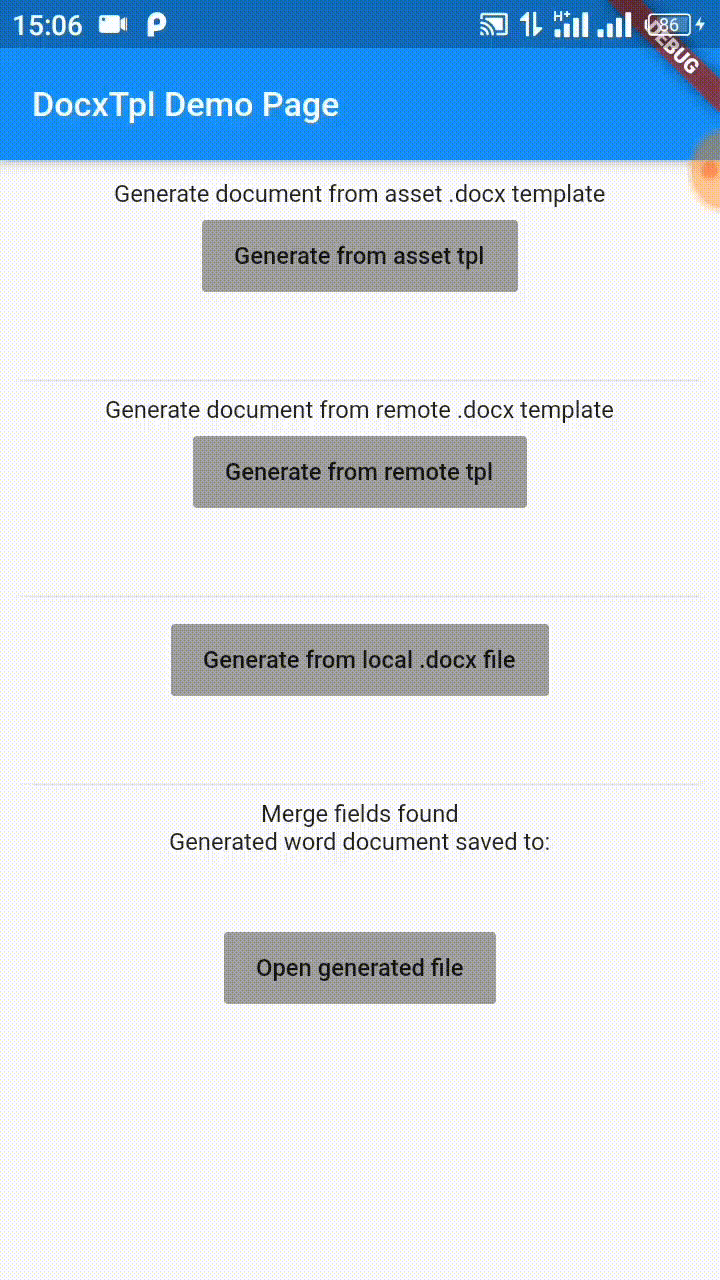 15:06
H+
86
DEBUG
DocxTpl Demo Page
Generate document from asset .docx template
Generate from asset tpl
Generate document from remote .docx template
Generate from remote tpl
Generate from local .docx file
Merge fields found
Generated word document saved to:
Open generated file